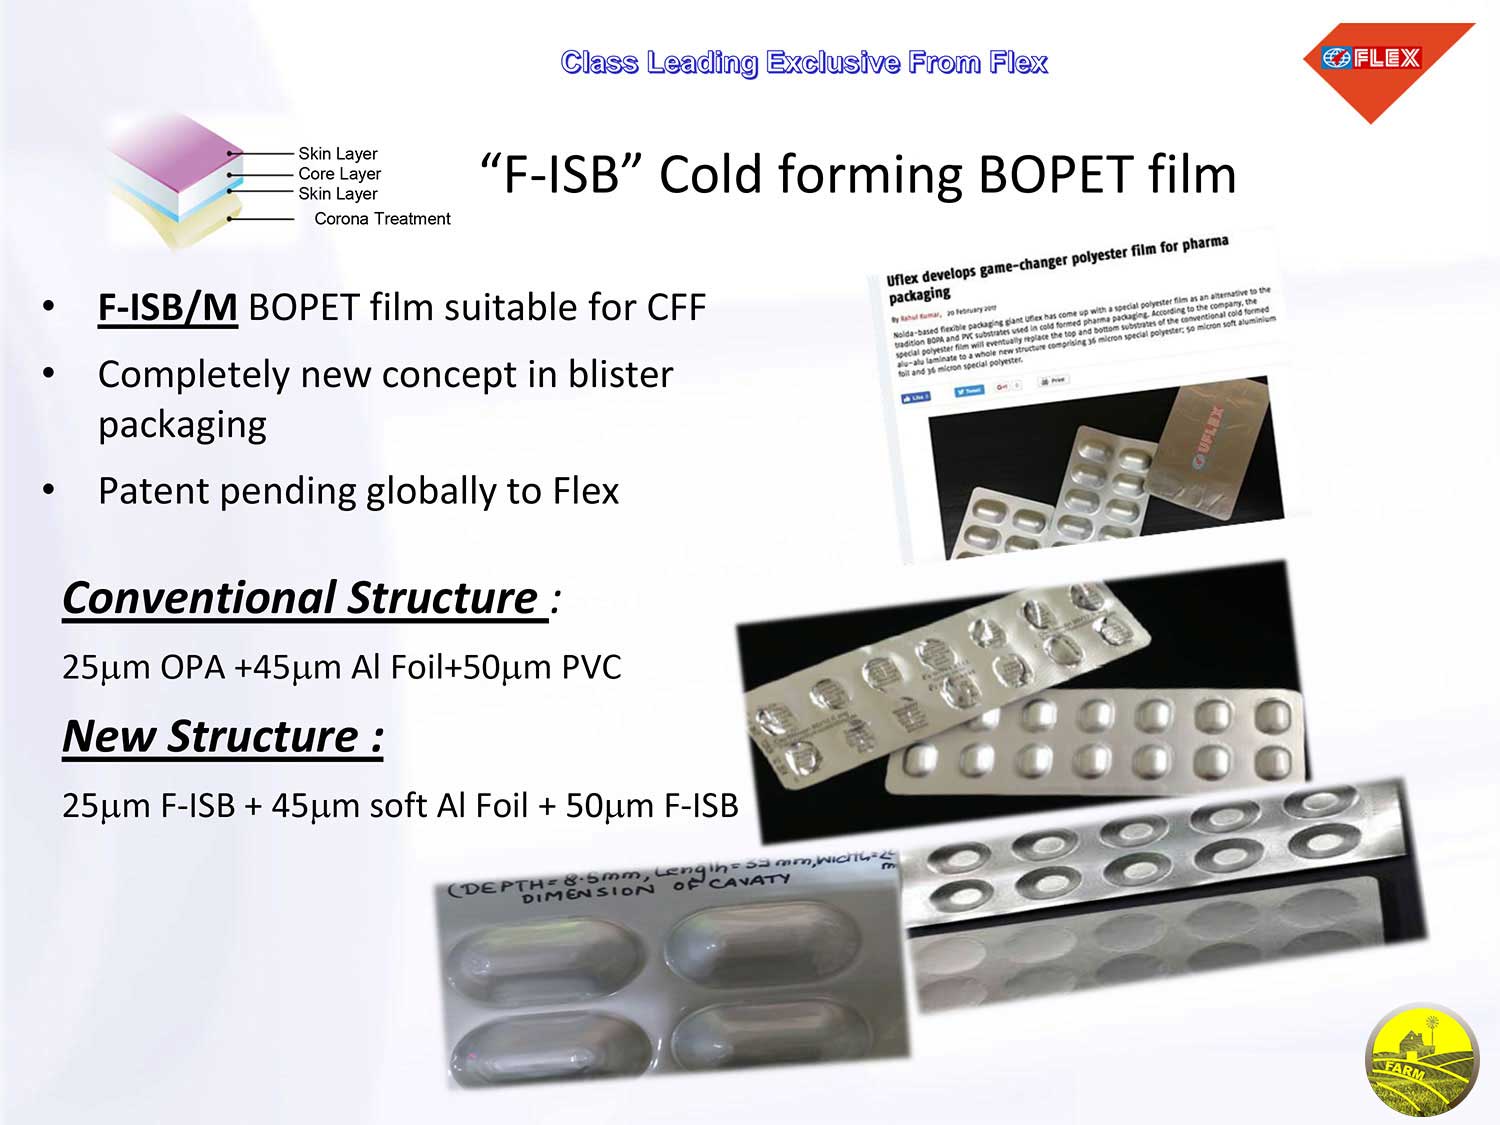 Class Leading Exclusive From Flex
FLEX
Skin Layer
Core Layer
Skin Layer
Corona Treatment
“F-ISB” Cold forming BOPET film
• F-ISB/M BOPET film suitable for CFF
• Completely new concept in blister
packaging
• Patent pending globally to Flex
Conventional Structure :
25μm OPA +45μm Al Foil+50μm PVC
New Structure :
25μm F-ISB + 45μm soft Al Foil + 50μm F-ISB
Uflex develops game-changer polyester film for pharma
packaging
By Rahul Kumar, 20 February 2017
Noida-based flexible packaging giant Uflex has come up with a special polyester film as an alternative to the
tradition BOPA and PVC substrates used in cold formed pharma packaging. According to the company, the
special polyester film will eventually replace the top and bottom substrates of the conventional cold formed
alu-alu laminate to a whole new structure comprising 36 micron special polyester; 50 micron soft aluminium
foil and 36 micron special polyester.
Like Tweet G+1 0 Print
UFLEX
(DEPTH= 8.5mm, Length= mm, Width=
m
DIMENSION OF CAVATY
FARM